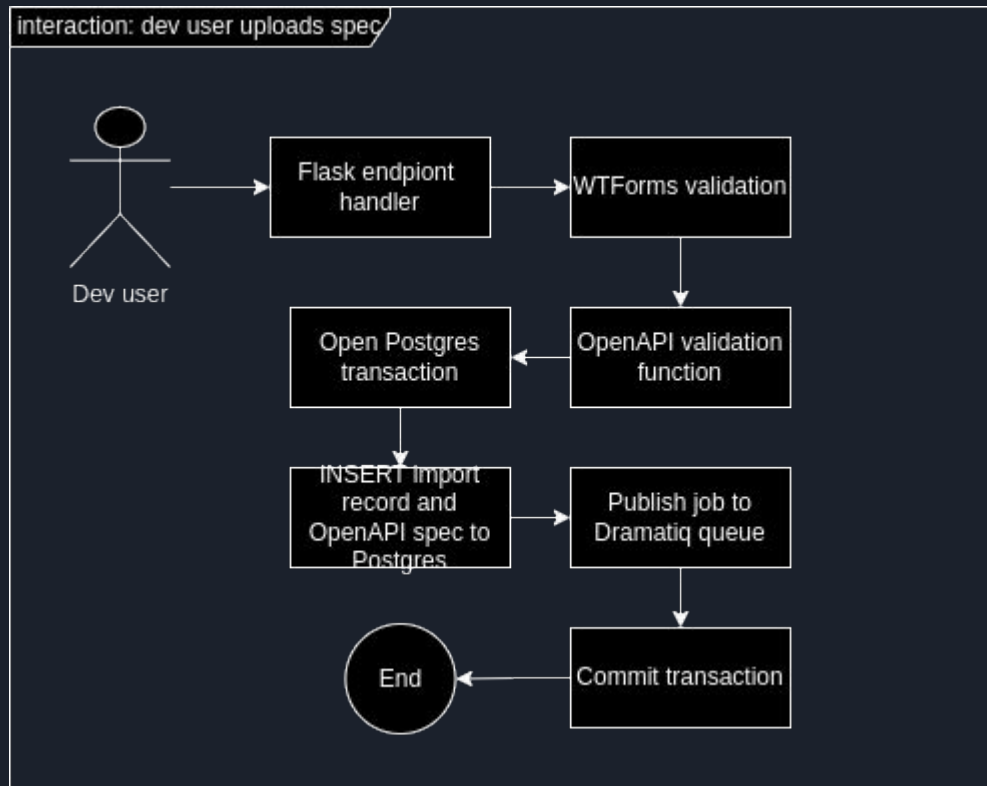 interaction: dev user uploads spec
Flask endpiont
handler
WTForms validation
Dev user
Open Postgres
transaction
OpenAPI validation
function
INSERT import
record and
OpenAPI spec to
Postgres
Publish job to
Dramatiq queue
End
Commit transaction